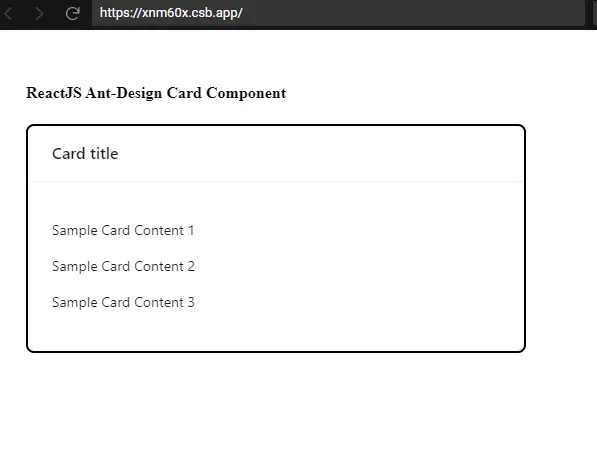 https://xnm60x.csb.app/
ReactJS Ant-Design Card Component
Card title
Sample Card Content 1
Sample Card Content 2
Sample Card Content 3